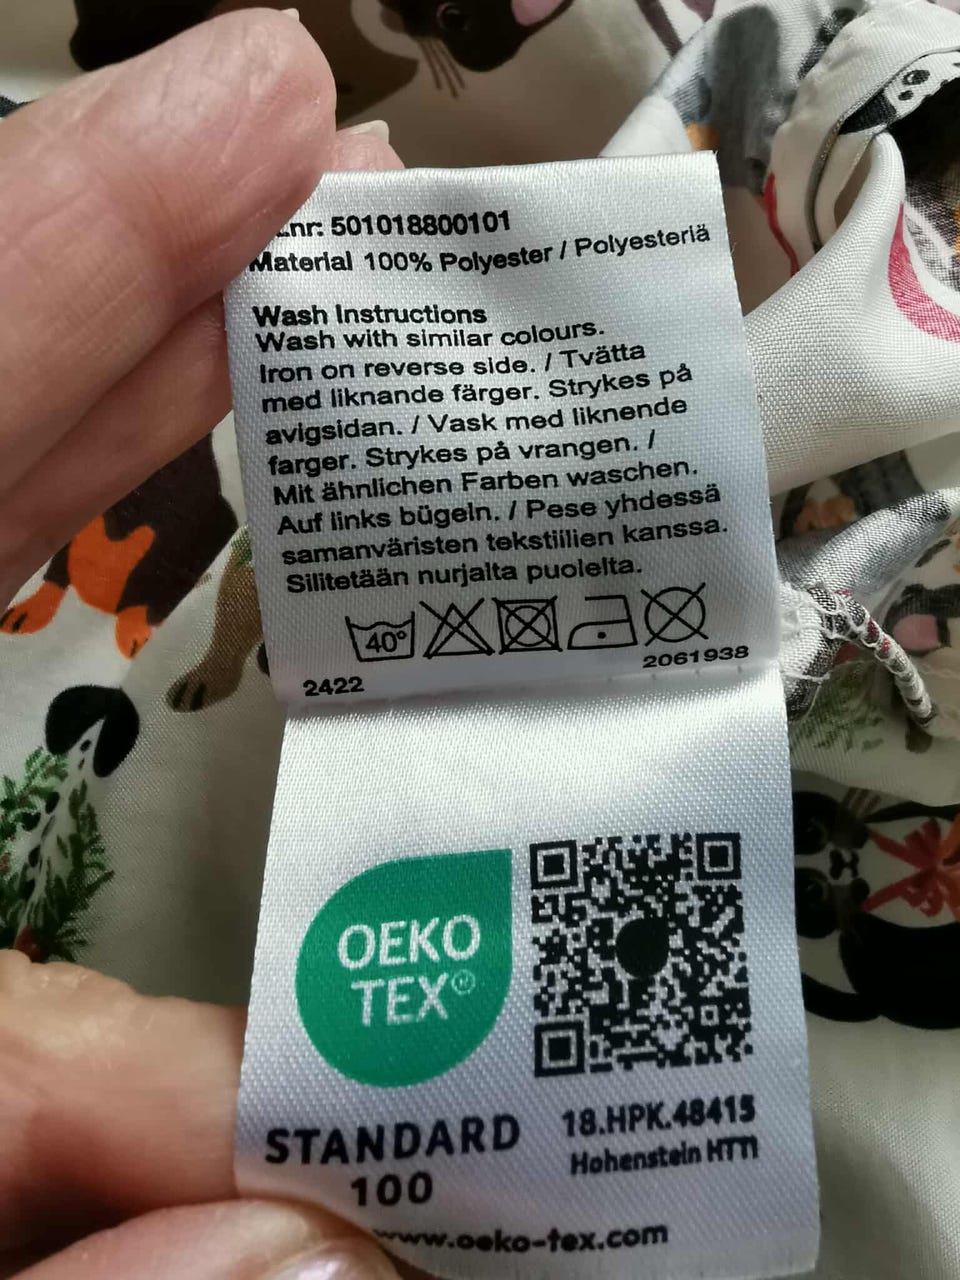 nr: 501018800101
Material 100% Polyester / Polyesteriä
Wash Instructions
Wash with similar colours.
Iron on reverse side. / Tvätta
med liknande färger. Strykes på
avigsidan. / Vask med liknende
farger. Strykes på vrangen. /
Mit ähnlichen Farben waschen.
Auf links bügeln. / Pese yhdessä
samanväristen tekstiilien kanssa.
Silitetään nurjalta puolelta.
40°
2061938
2422
OEKO
TEX®
STANDARD
100
18.HPK.48415
Hohenstein HTTI
www.oeko-tex.com